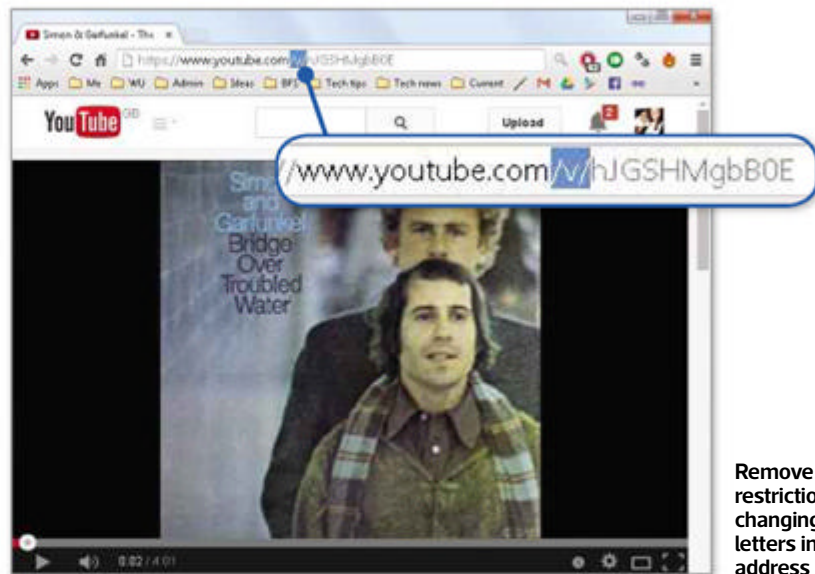 Simon & Garfunkel - The
https://www.youtube.com/v/hJGSHMgbB0E
Apps Me WU Admin Ideas BFS Tech tips Tech news Current
YouTube GB
Upload
2
//www.youtube.com/v/hJGSHMgbB0E
Simon
and
Garfunkel
Bridge
Over
Troubled
Water
0:02 / 4:01
Remove
restriction
changing
letters in
address